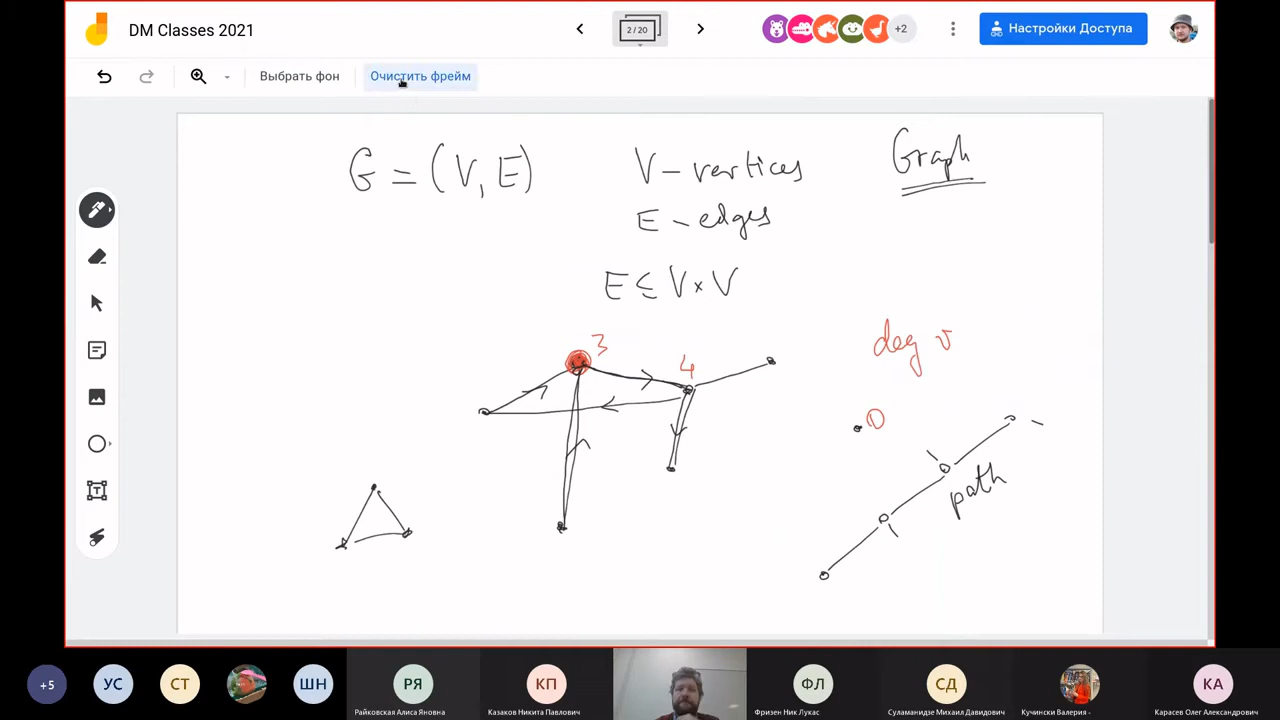 DM Classes 2021
2/20
+2
Настройки Доступа
Выбрать фон
Очистить фрейм
G = (V, E)
V – vertices
Graph
E – edges
E ⊆ V × V
3
4
deg v
0
path
+5
УС
СТ
ШН
РЯ
КП
ФЛ
СД
КА
Райковская Алиса Яновна
Казаков Никита Павлович
Фризен Ник Лукас
Суламанидзе Михаил Давидович
Кучински Валерия -
Карасев Олег Александрович